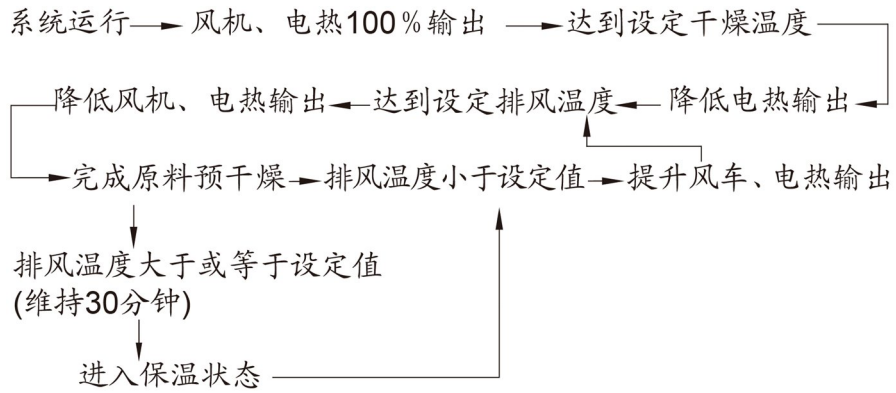 系统运行 风机、电热100%输出 达到设定干燥温度
降低风机、电热输出 达到设定排风温度 降低电热输出
完成原料预干燥 排风温度小于设定值 提升风车、电热输出
排风温度大于或等于设定值
(维持30分钟)
进入保温状态